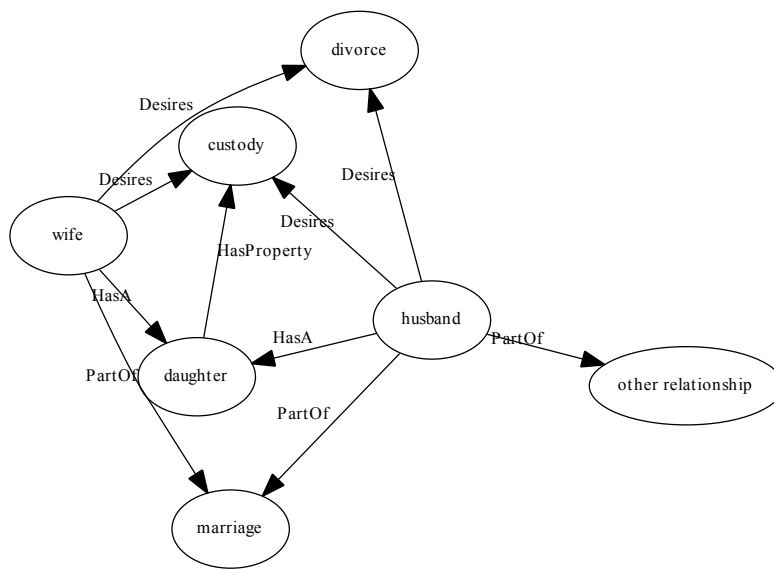 divorce
Desires
custody
Desires
Desires
Desires
wife
HasProperty
HasA
husband
HasA
PartOf
daughter
PartOf
other relationship
PartOf
marriage